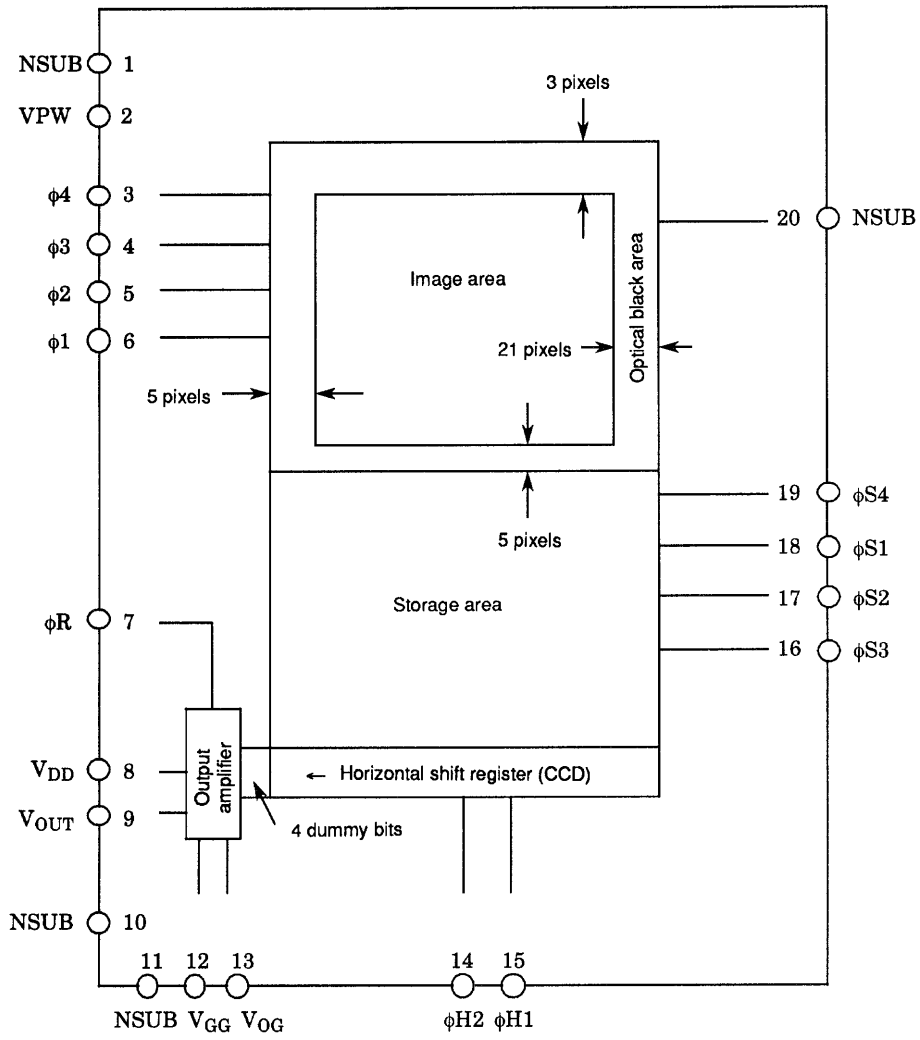 NSUB 1
VPW 2
3 pixels
ϕ4 3
20 NSUB
ϕ3 4
Image area
Optical black area
ϕ2 5
ϕ1 6
21 pixels
5 pixels
19 ϕS4
5 pixels
18 ϕS1
Storage area
17 ϕS2
ϕR 7
16 ϕS3
Output
amplifier
VDD 8
← Horizontal shift register (CCD)
VOUT 9
4 dummy bits
NSUB 10
11 12 13 14 15
NSUB VGG VOG ϕH2 ϕH1